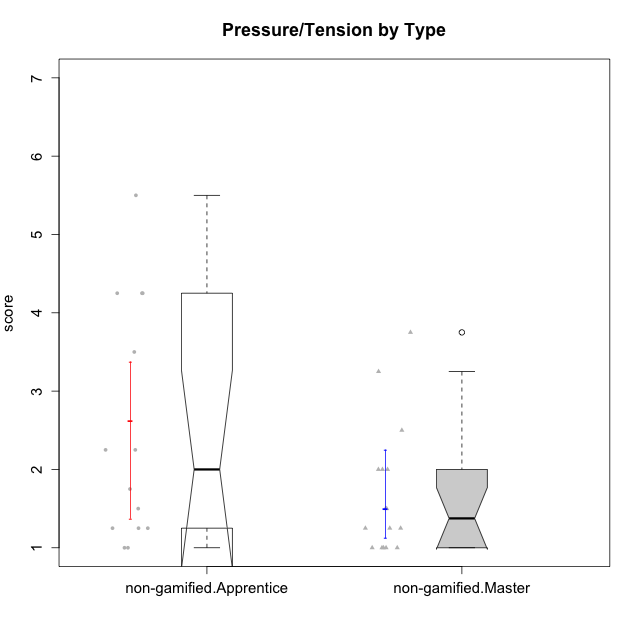 Pressure/Tension by Type
7
6
5
4
3
2
1
score
non-gamified.Apprentice
non-gamified.Master